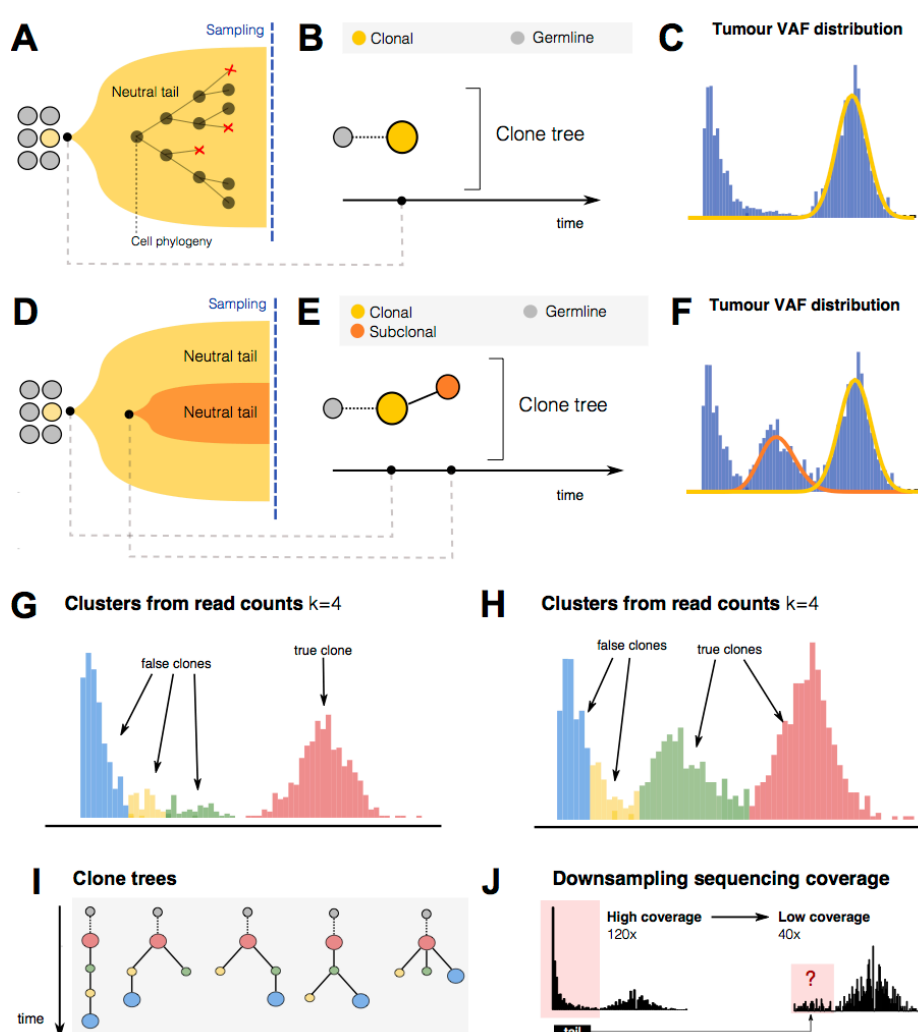 A
Sampling
Neutral tail
Cell phylogeny
B
Clonal
Germline
Clone tree
time
C
Tumour VAF distribution
D
Sampling
Neutral tail
Neutral tail
E
Clonal
Germline
Subclonal
Clone tree
time
F
Tumour VAF distribution
G
Clusters from read counts k=4
false clones
true clone
H
Clusters from read counts k=4
false clones
true clones
I
Clone trees
time
J
Downsampling sequencing coverage
High coverage
120x
Low coverage
40x
?
tail